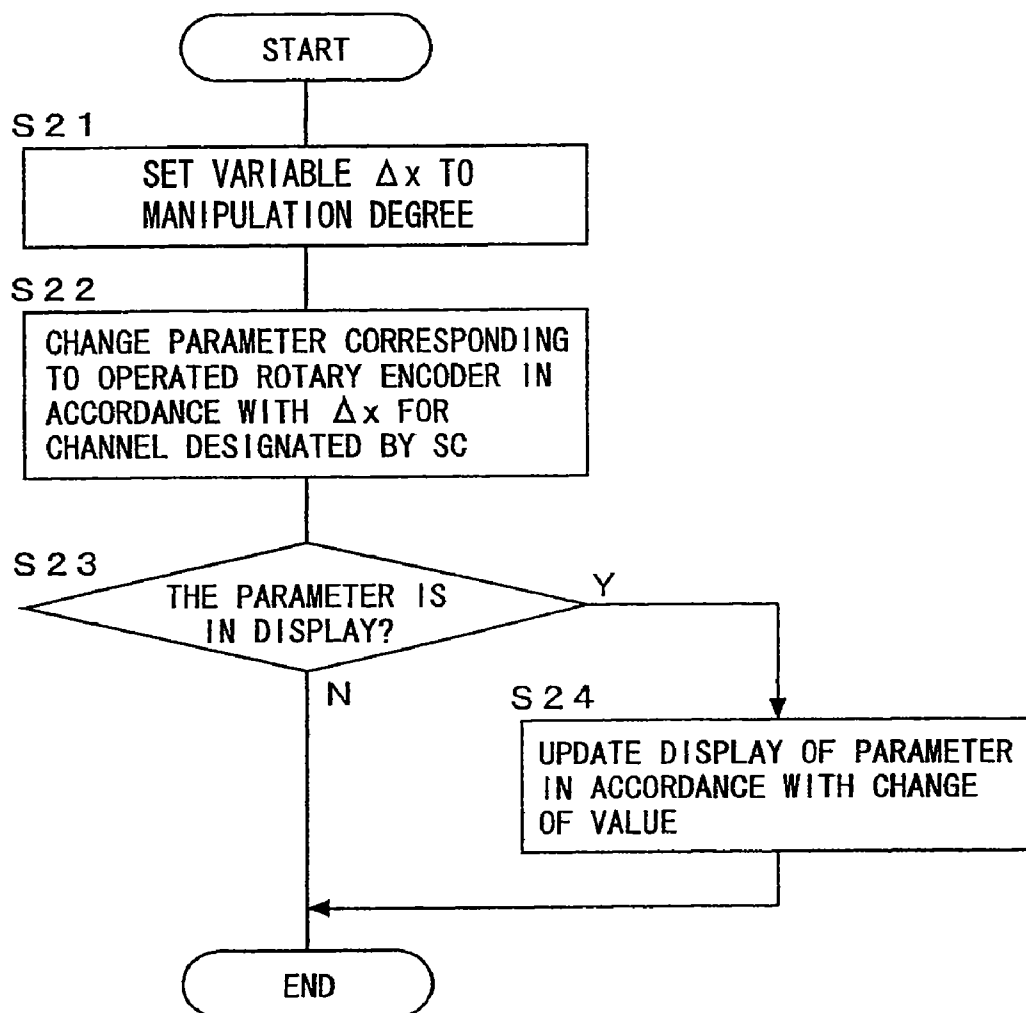 START
S21
SET VARIABLE Δx TO
MANIPULATION DEGREE
S22
CHANGE PARAMETER CORRESPONDING
TO OPERATED ROTARY ENCODER IN
ACCORDANCE WITH Δx FOR
CHANNEL DESIGNATED BY SC
S23
THE PARAMETER IS
IN DISPLAY?
Y
N
S24
UPDATE DISPLAY OF PARAMETER
IN ACCORDANCE WITH CHANGE
OF VALUE
END